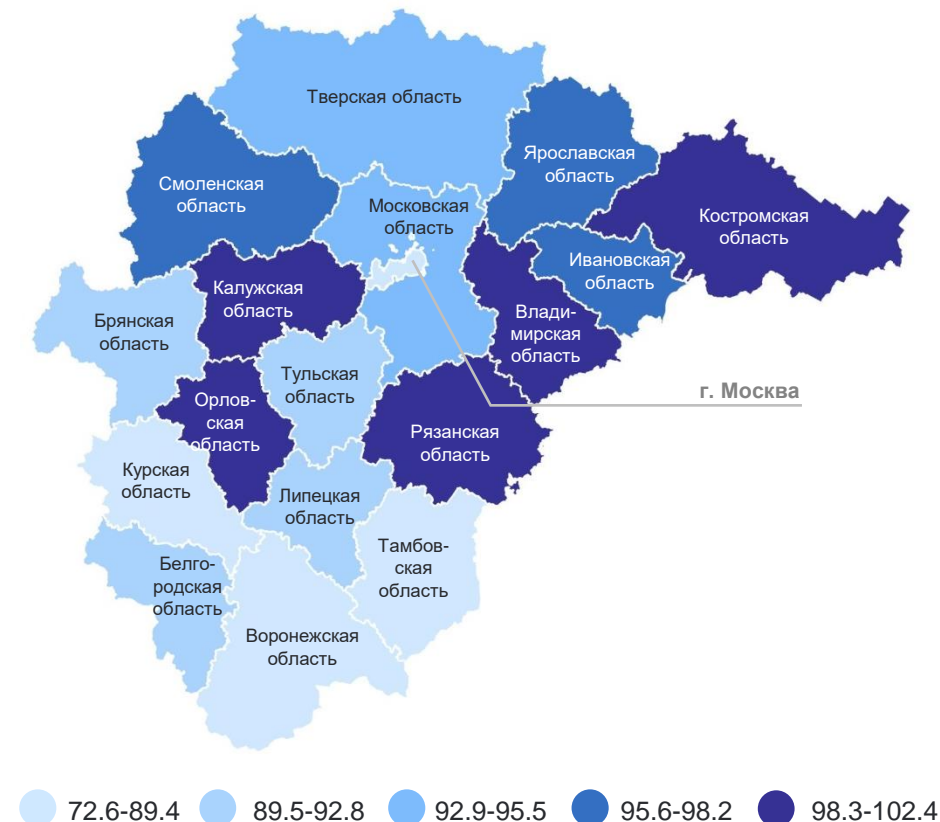 Тверская область
Ярославская
область
Смоленская
область
Московская
область
Костромская
область
Ивановская
область
Калужская
область
Брянская
область
Влади-
мирская
область
Тульская
область
г. Москва
Орлов-
ская
область
Рязанская
область
Курская
область
Липецкая
область
Тамбов-
ская
область
Белго-
родская
область
Воронежская
область
72.6-89.4
89.5-92.8
92.9-95.5
95.6-98.2
98.3-102.4